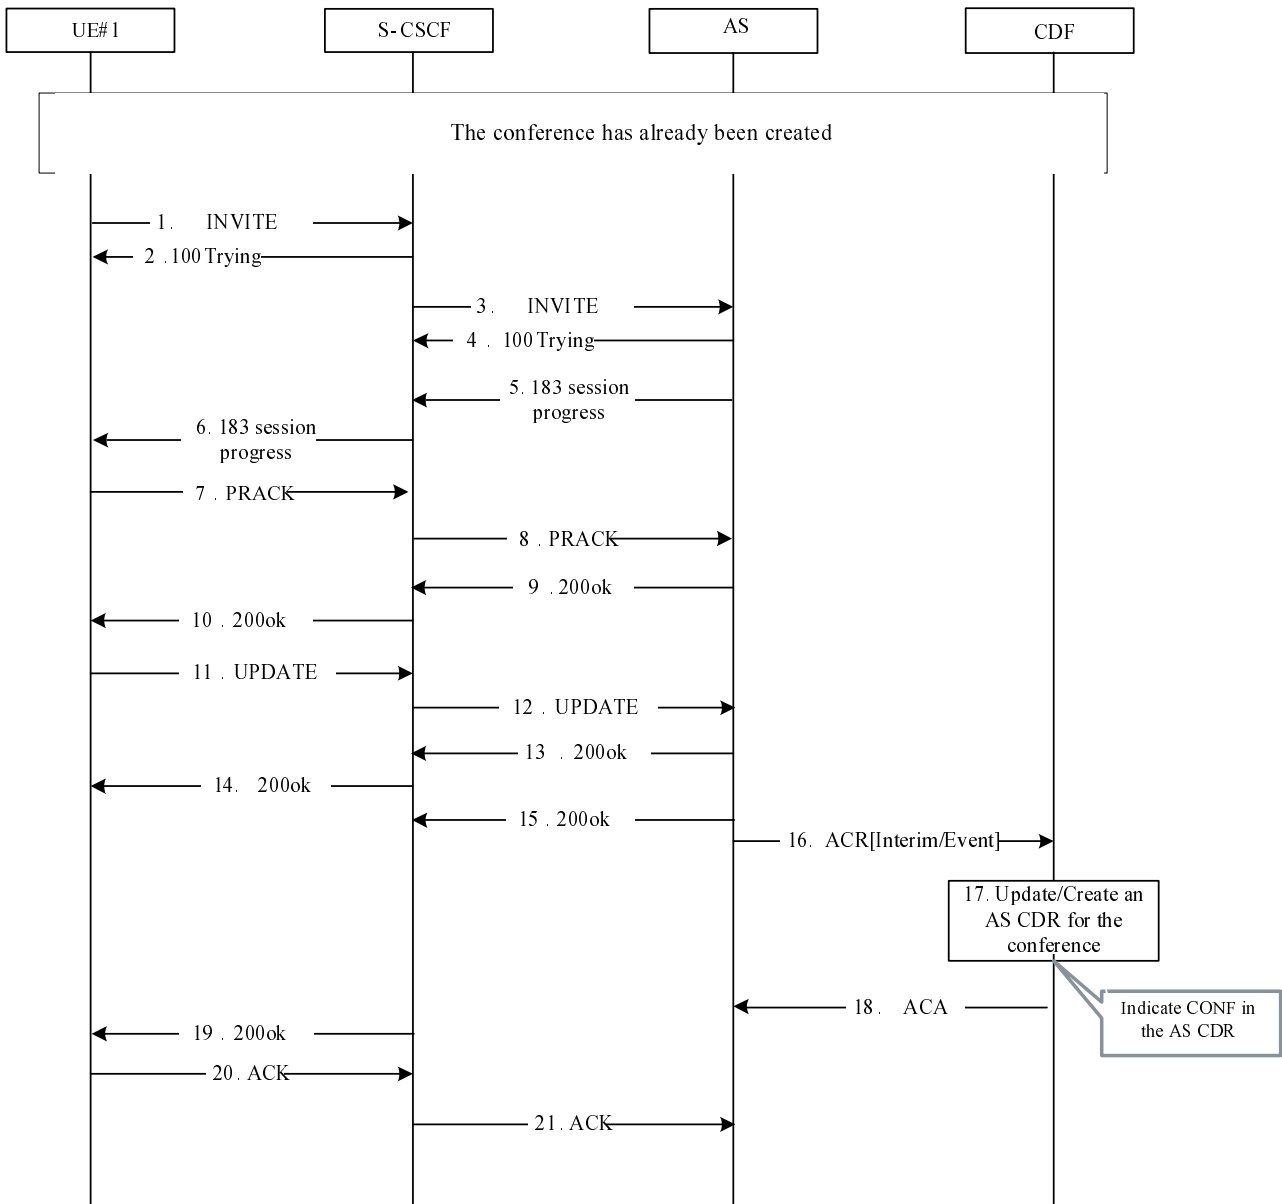 UE#1
S-CSCF
AS
CDF
The conference has already been created
1. INVITE
2 .100 Trying
3. INVITE
4 . 100 Trying
5. 183 session
progress
6. 183 session
progress
7 . PRACK
8 . PRACK
9 . 200ok
10 . 200ok
11 . UPDATE
12 . UPDATE
13 . 200ok
14. 200ok
15 . 200ok
16. ACR[Interim/Event]
17. Update/Create an
AS CDR for the
conference
18. ACA
Indicate CONF in
the AS CDR
19 . 200ok
20. ACK
21. ACK